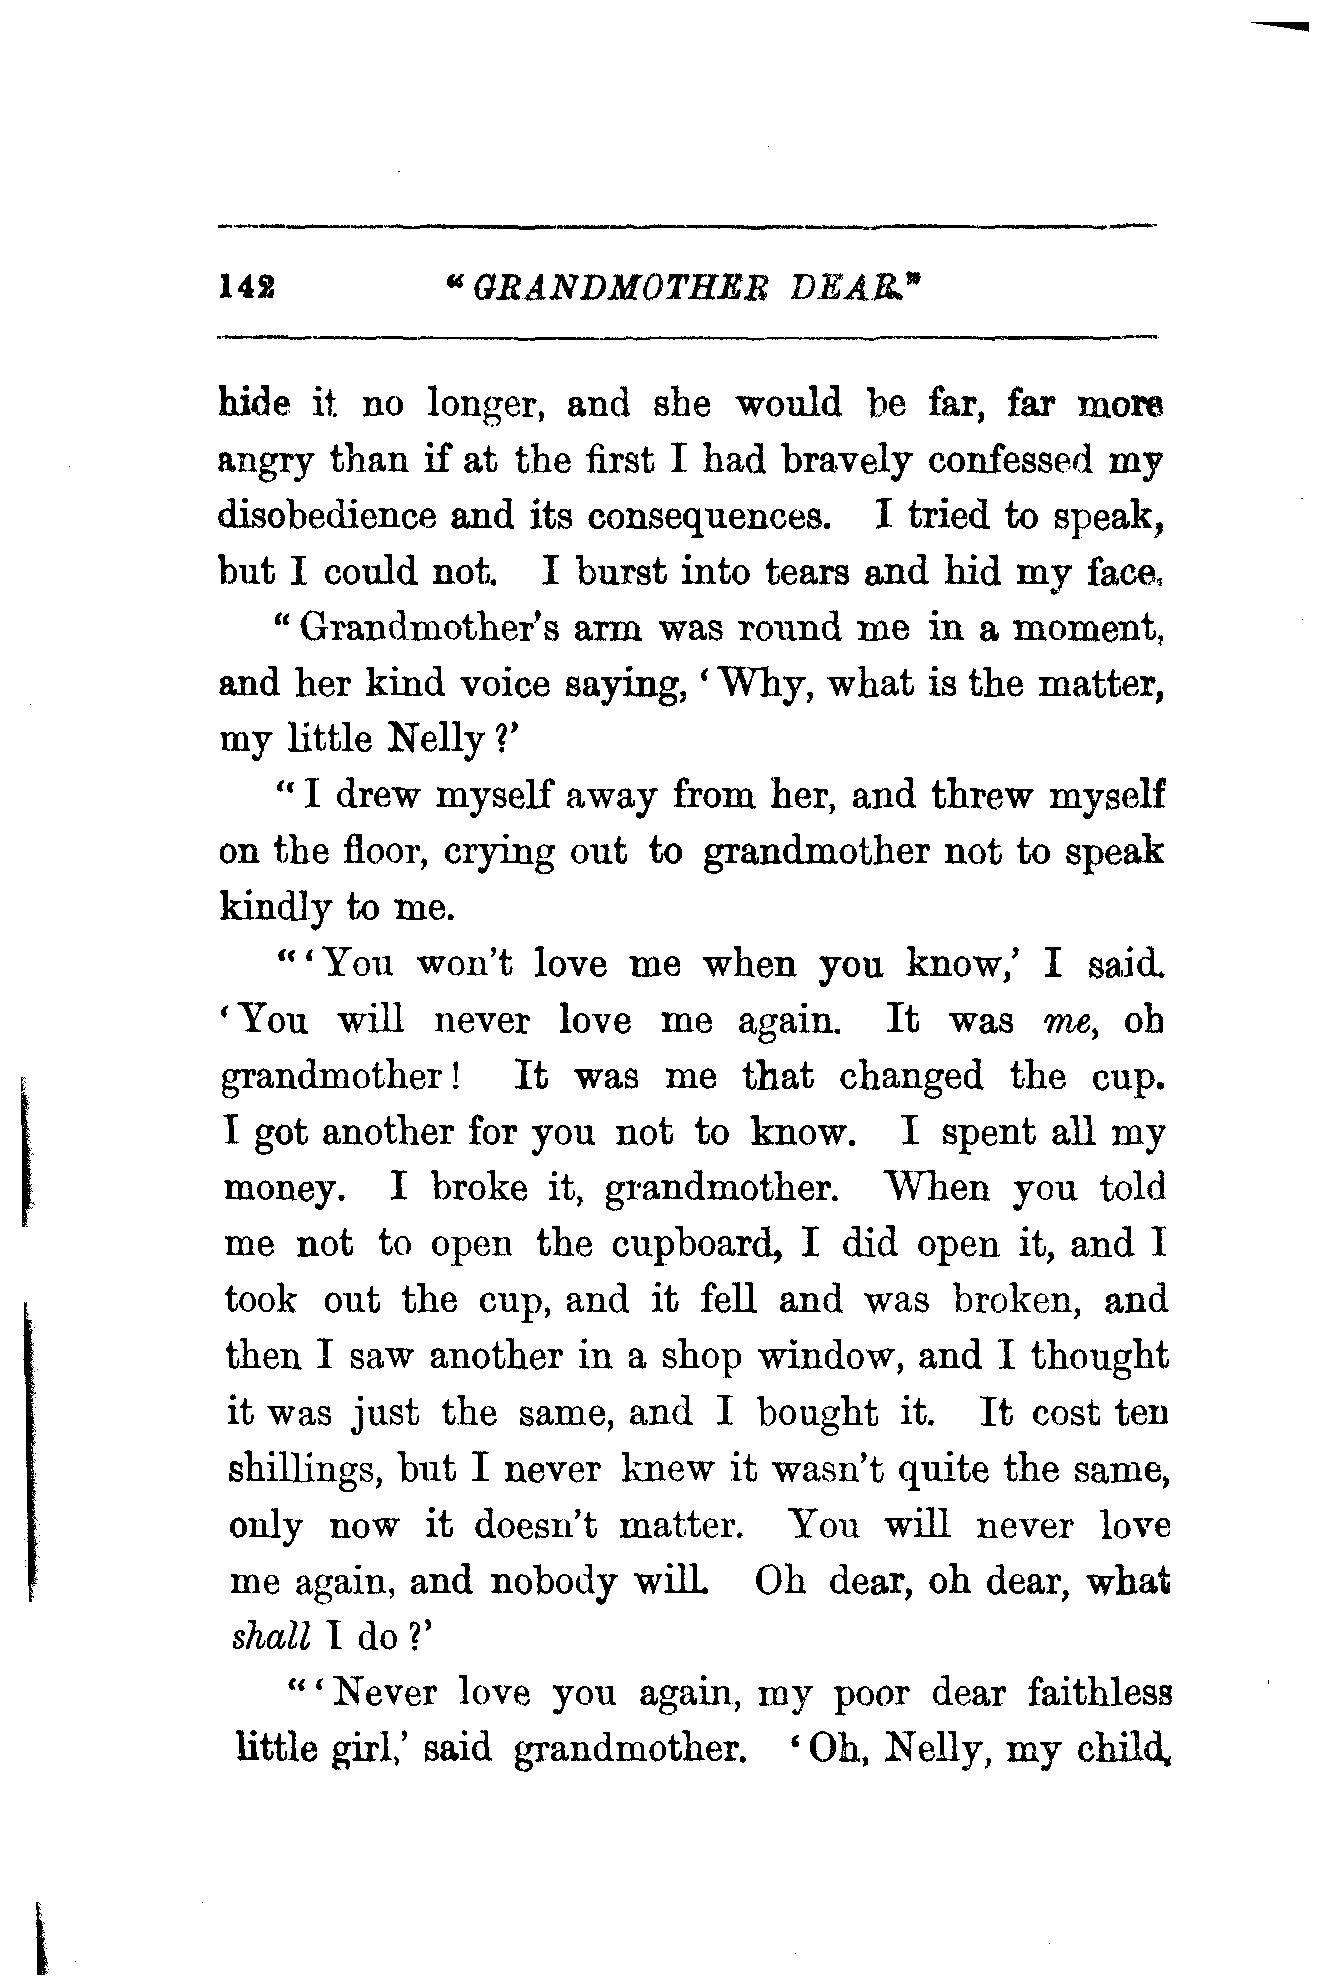 142 "GRANDMOTHER DEAR."
hide it no longer, and she would be far, far more
angry than if at the first I had bravely confessed my
disobedience and its consequences. I tried to speak,
but I could not. I burst into tears and hid my face.
"Grandmother's arm was round me in a moment,
and her kind voice saying, 'Why, what is the matter,
my little Nelly?'
"I drew myself away from her, and threw myself
on the floor, crying out to grandmother not to speak
kindly to me.
"'You won't love me when you know,' I said.
'You will never love me again. It was me, oh
grandmother! It was me that changed the cup.
I got another for you not to know. I spent all my
money. I broke it, grandmother. When you told
me not to open the cupboard, I did open it, and I
took out the cup, and it fell and was broken, and
then I saw another in a shop window, and I thought
it was just the same, and I bought it. It cost ten
shillings, but I never knew it wasn't quite the same,
only now it doesn't matter. You will never love
me again, and nobody will. Oh dear, oh dear, what
shall I do?'
"'Never love you again, my poor dear faithless
little girl,' said grandmother. 'Oh, Nelly, my child,